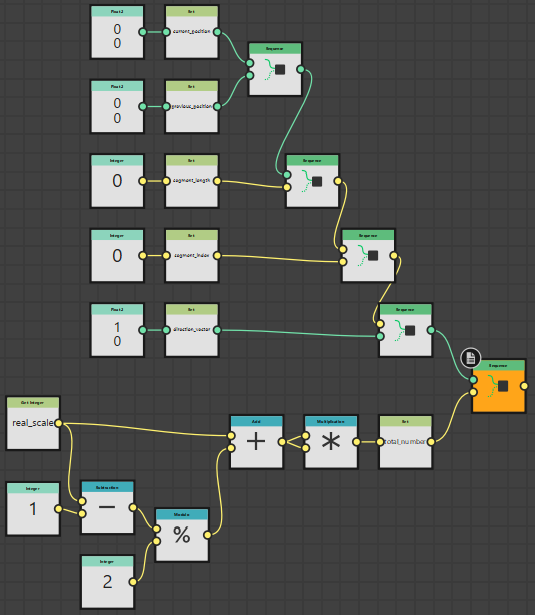 Float2
0
0
Set
current_position
Sequence
Float2
0
0
Set
previous_position
Integer
0
Set
segment_length
Sequence
Integer
0
Set
segment_index
Sequence
Float2
1
0
Set
direction_vector
Sequence
Sequence
Get Integer
real_scale
Add
+
Multiplication
*
Set
total_number
Integer
1
Subtraction
-
Modulo
%
Integer
2